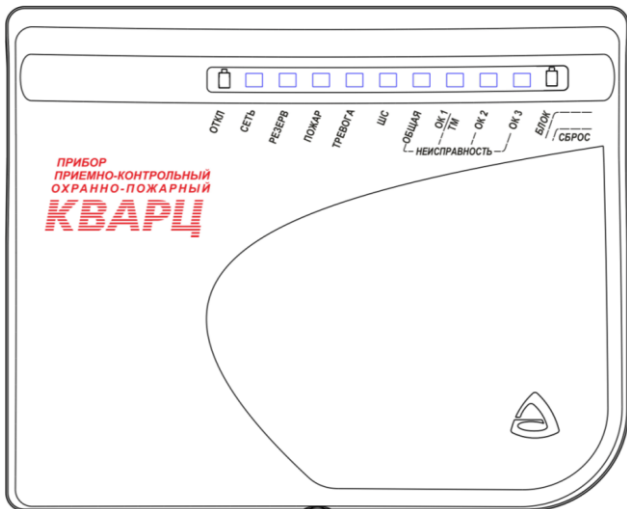 ОТКЛ
СЕТЬ
РЕЗЕРВ
ПОЖАР
ТРЕВОГА
ШС
ОБЩАЯ
ОК 1
ТМ
ОК 2
ОК 3
БЛОК
СБРОС
НЕИСПРАВНОСТЬ
ПРИБОР
ПРИЕМНО-КОНТРОЛЬНЫЙ
ОХРАННО-ПОЖАРНЫЙ
КВАРЦ